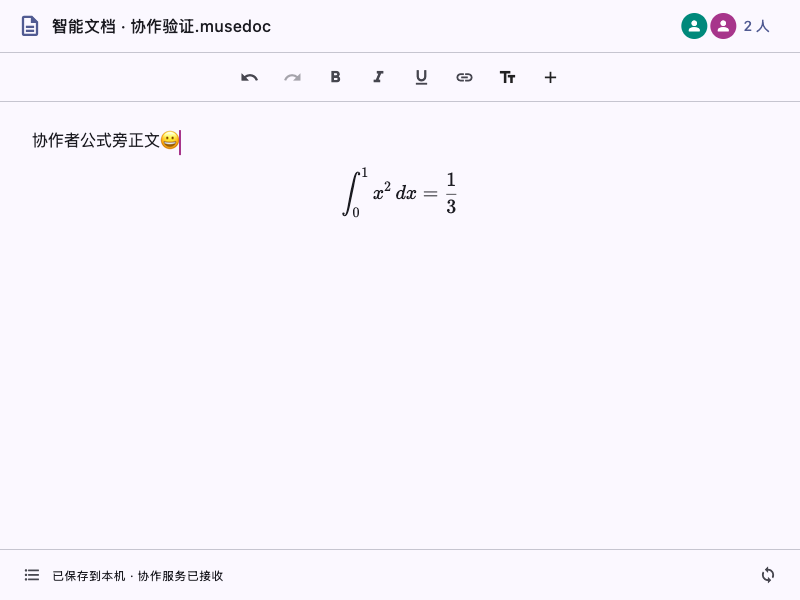 智能文档 · 协作验证.musedoc
2 人
B I U Tт +
协作者公式旁正文😀
∫₀¹ x² dx = 1/3
已保存到本机 · 协作服务已接收